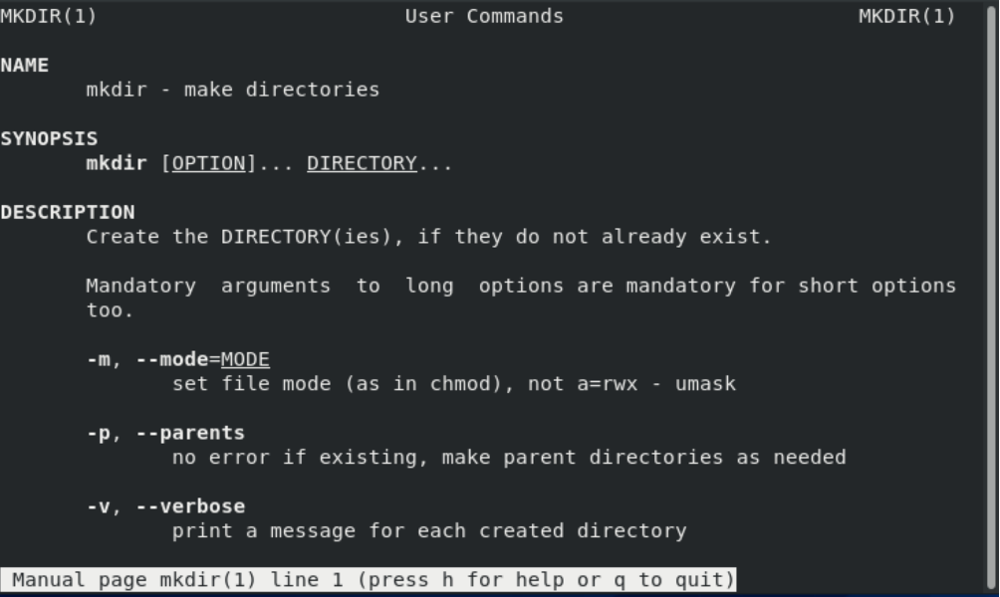 MKDIR(1) User Commands MKDIR(1)
NAME
mkdir - make directories
SYNOPSIS
mkdir [OPTION]... DIRECTORY...
DESCRIPTION
Create the DIRECTORY(ies), if they do not already exist.
Mandatory arguments to long options are mandatory for short options
too.
-m, --mode=MODE
set file mode (as in chmod), not a=rwx - umask
-p, --parents
no error if existing, make parent directories as needed
-v, --verbose
print a message for each created directory
Manual page mkdir(1) line 1 (press h for help or q to quit)